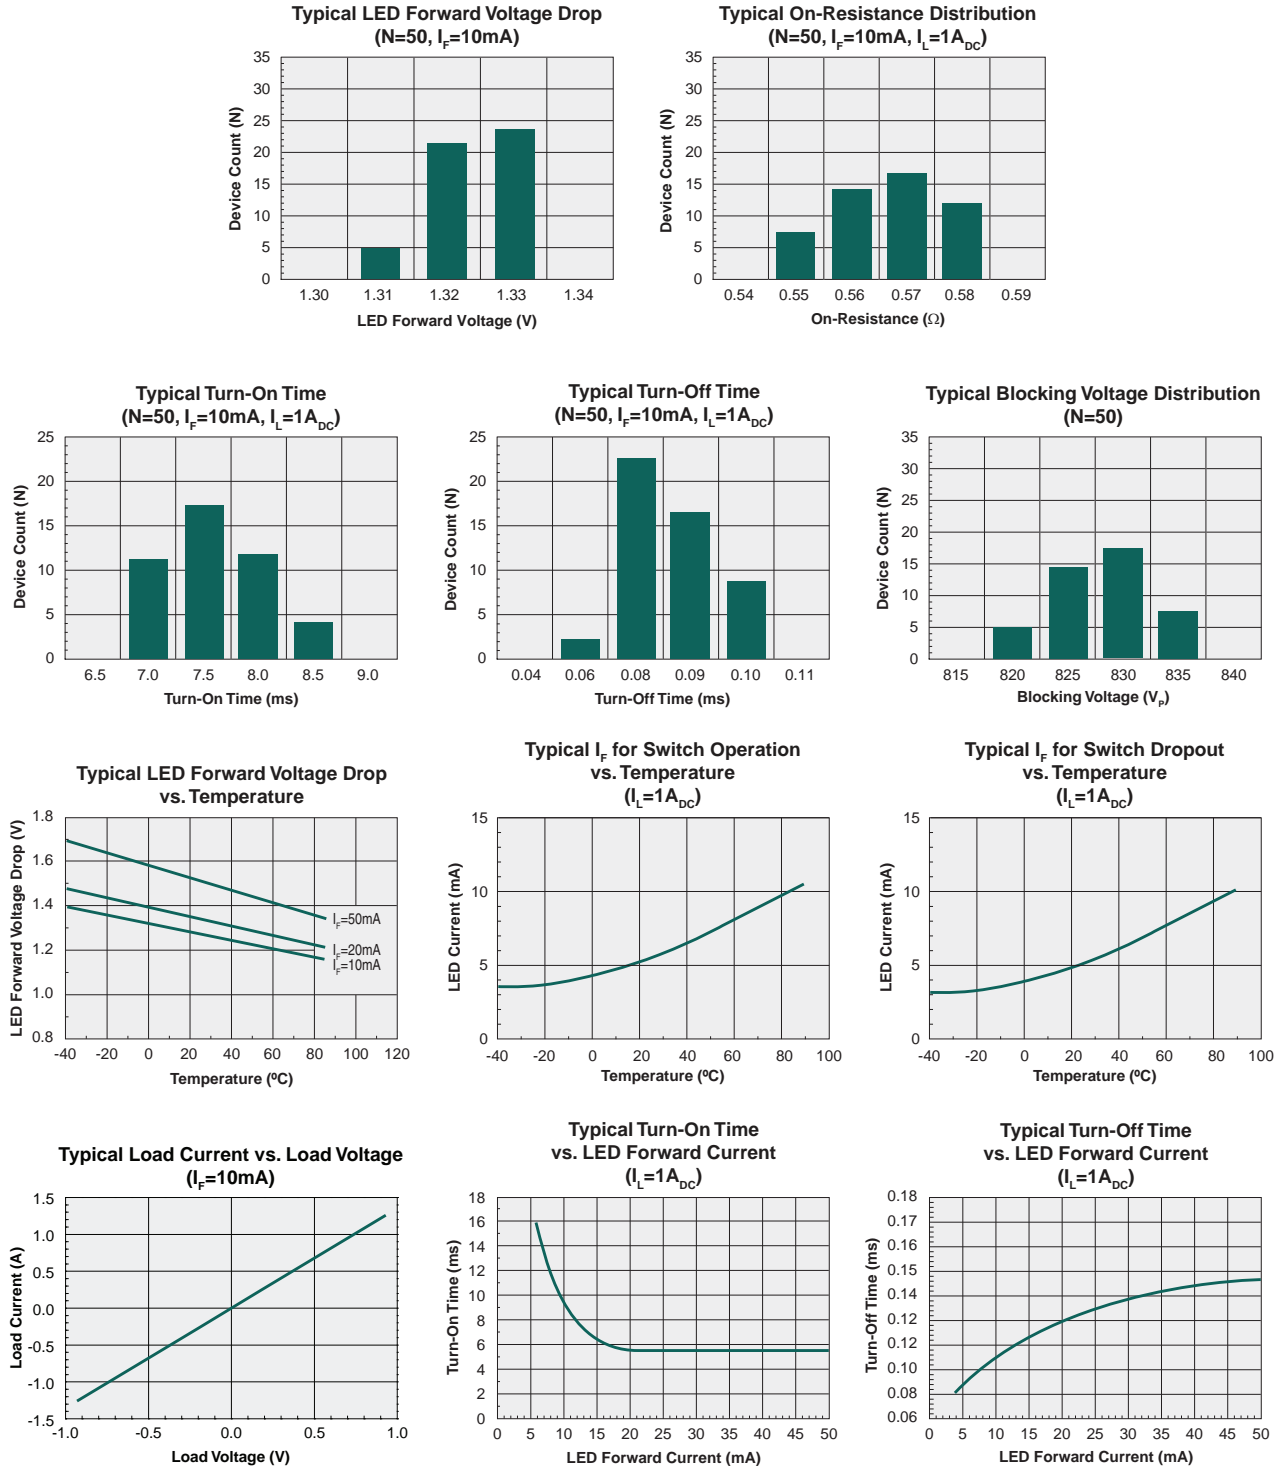 Typical LED Forward Voltage Drop
(N=50, IF=10mA)
35
30
25
20
15
10
5
0
Device Count (N)
1.30 1.31 1.32 1.33 1.34
LED Forward Voltage (V)
Typical On-Resistance Distribution
(N=50, IF=10mA, IL=1ADC)
35
30
25
20
15
10
5
0
Device Count (N)
0.54 0.55 0.56 0.57 0.58 0.59
On-Resistance (Ω)
Typical Turn-On Time
(N=50, IF=10mA, IL=1ADC)
25
20
15
10
5
0
Device Count (N)
6.5 7.0 7.5 8.0 8.5 9.0
Turn-On Time (ms)
Typical Turn-Off Time
(N=50, IF=10mA, IL=1ADC)
25
20
15
10
5
0
Device Count (N)
0.04 0.06 0.08 0.09 0.10 0.11
Turn-Off Time (ms)
Typical Blocking Voltage Distribution
(N=50)
35
30
25
20
15
10
5
0
Device Count (N)
815 820 825 830 835 840
Blocking Voltage (VP)
Typical LED Forward Voltage Drop
vs. Temperature
1.8
1.6
1.4
1.2
1.0
0.8
LED Forward Voltage Drop (V)
IF=50mA
IF=20mA
IF=10mA
-40 -20 0 20 40 60 80 100 120
Temperature (ºC)
Typical IF for Switch Operation
vs. Temperature
(IL=1ADC)
15
10
5
0
LED Current (mA)
-40 -20 0 20 40 60 80 100
Temperature (ºC)
Typical IF for Switch Dropout
vs. Temperature
(IL=1ADC)
15
10
5
0
LED Current (mA)
-40 -20 0 20 40 60 80 100
Temperature (ºC)
Typical Load Current vs. Load Voltage
(IF=10mA)
1.5
1.0
0.5
0.0
-0.5
-1.0
-1.5
Load Current (A)
-1.0 -0.5 0.0 0.5 1.0
Load Voltage (V)
Typical Turn-On Time
vs. LED Forward Current
(IL=1ADC)
18
16
14
12
10
8
6
4
2
0
Turn-On Time (ms)
0 5 10 15 20 25 30 35 40 45 50
LED Forward Current (mA)
Typical Turn-Off Time
vs. LED Forward Current
(IL=1ADC)
0.18
0.17
0.16
0.15
0.14
0.12
0.10
0.08
0.06
Turn-Off Time (ms)
0 5 10 15 20 25 30 35 40 45 50
LED Forward Current (mA)